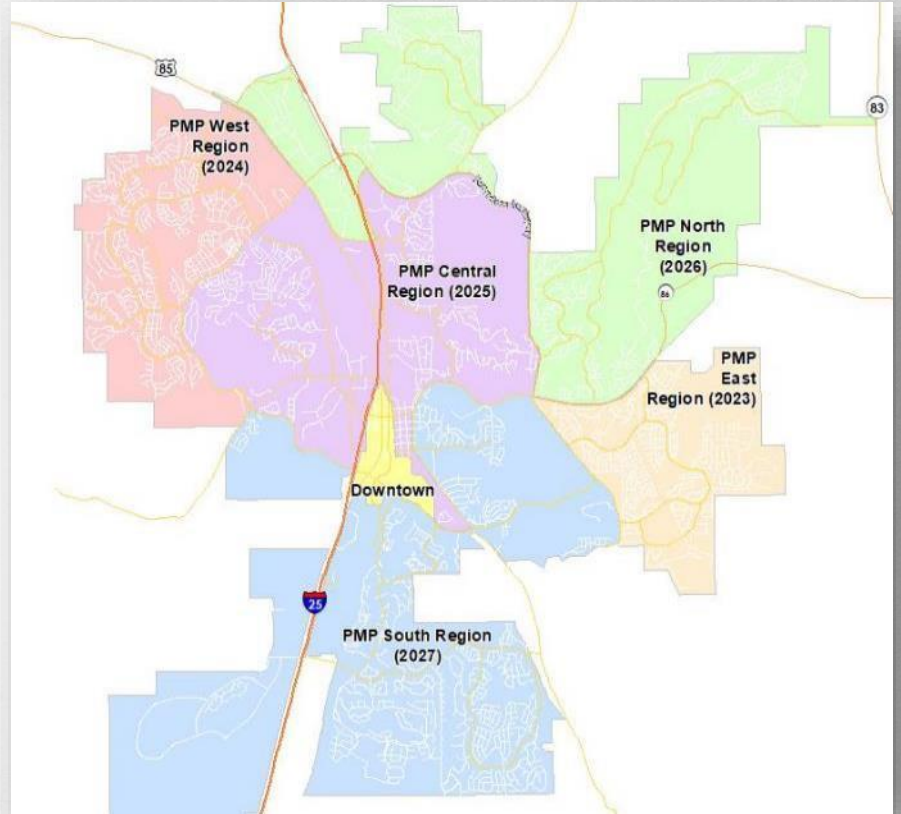 85
83
PMP West
Region
(2024)
PMP North
Region
(2026)
PMP Central
Region (2025)
86
PMP
East
Region (2023)
Downtown
25
PMP South Region
(2027)